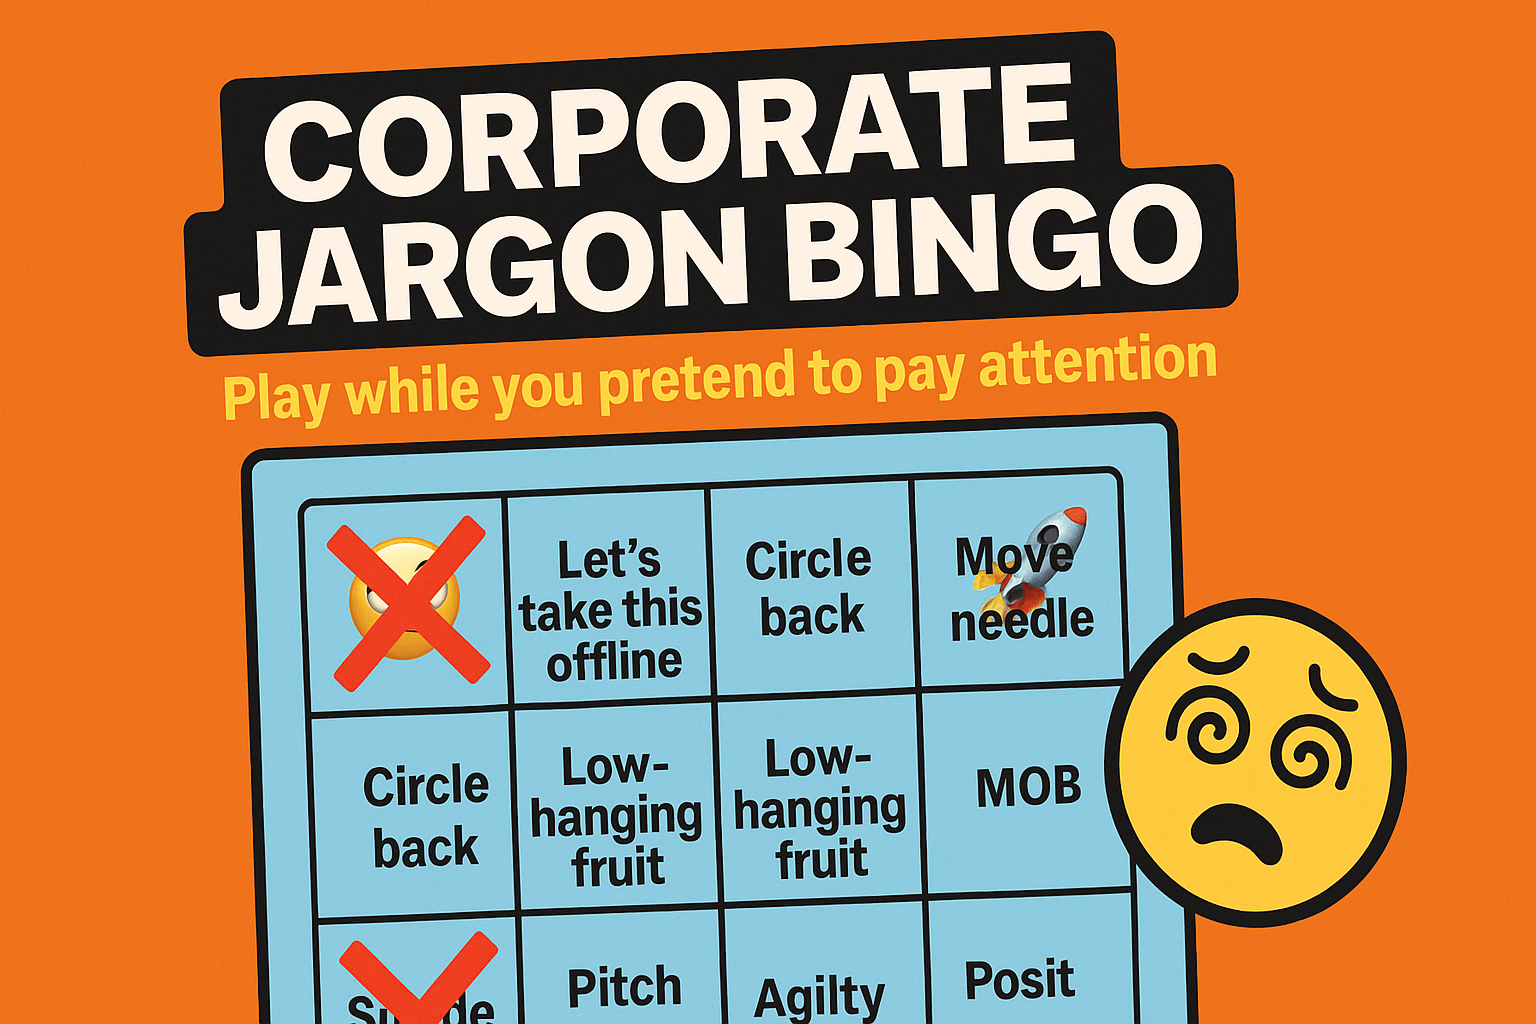 CORPORATE
JARGON BINGO
Play while you pretend to pay attention
Let's
take this
offline
Circle
back
Move
needle
Circle
back
Low-
hanging
fruit
Low-
hanging
fruit
MOB
Pitch
Agilty
Posit